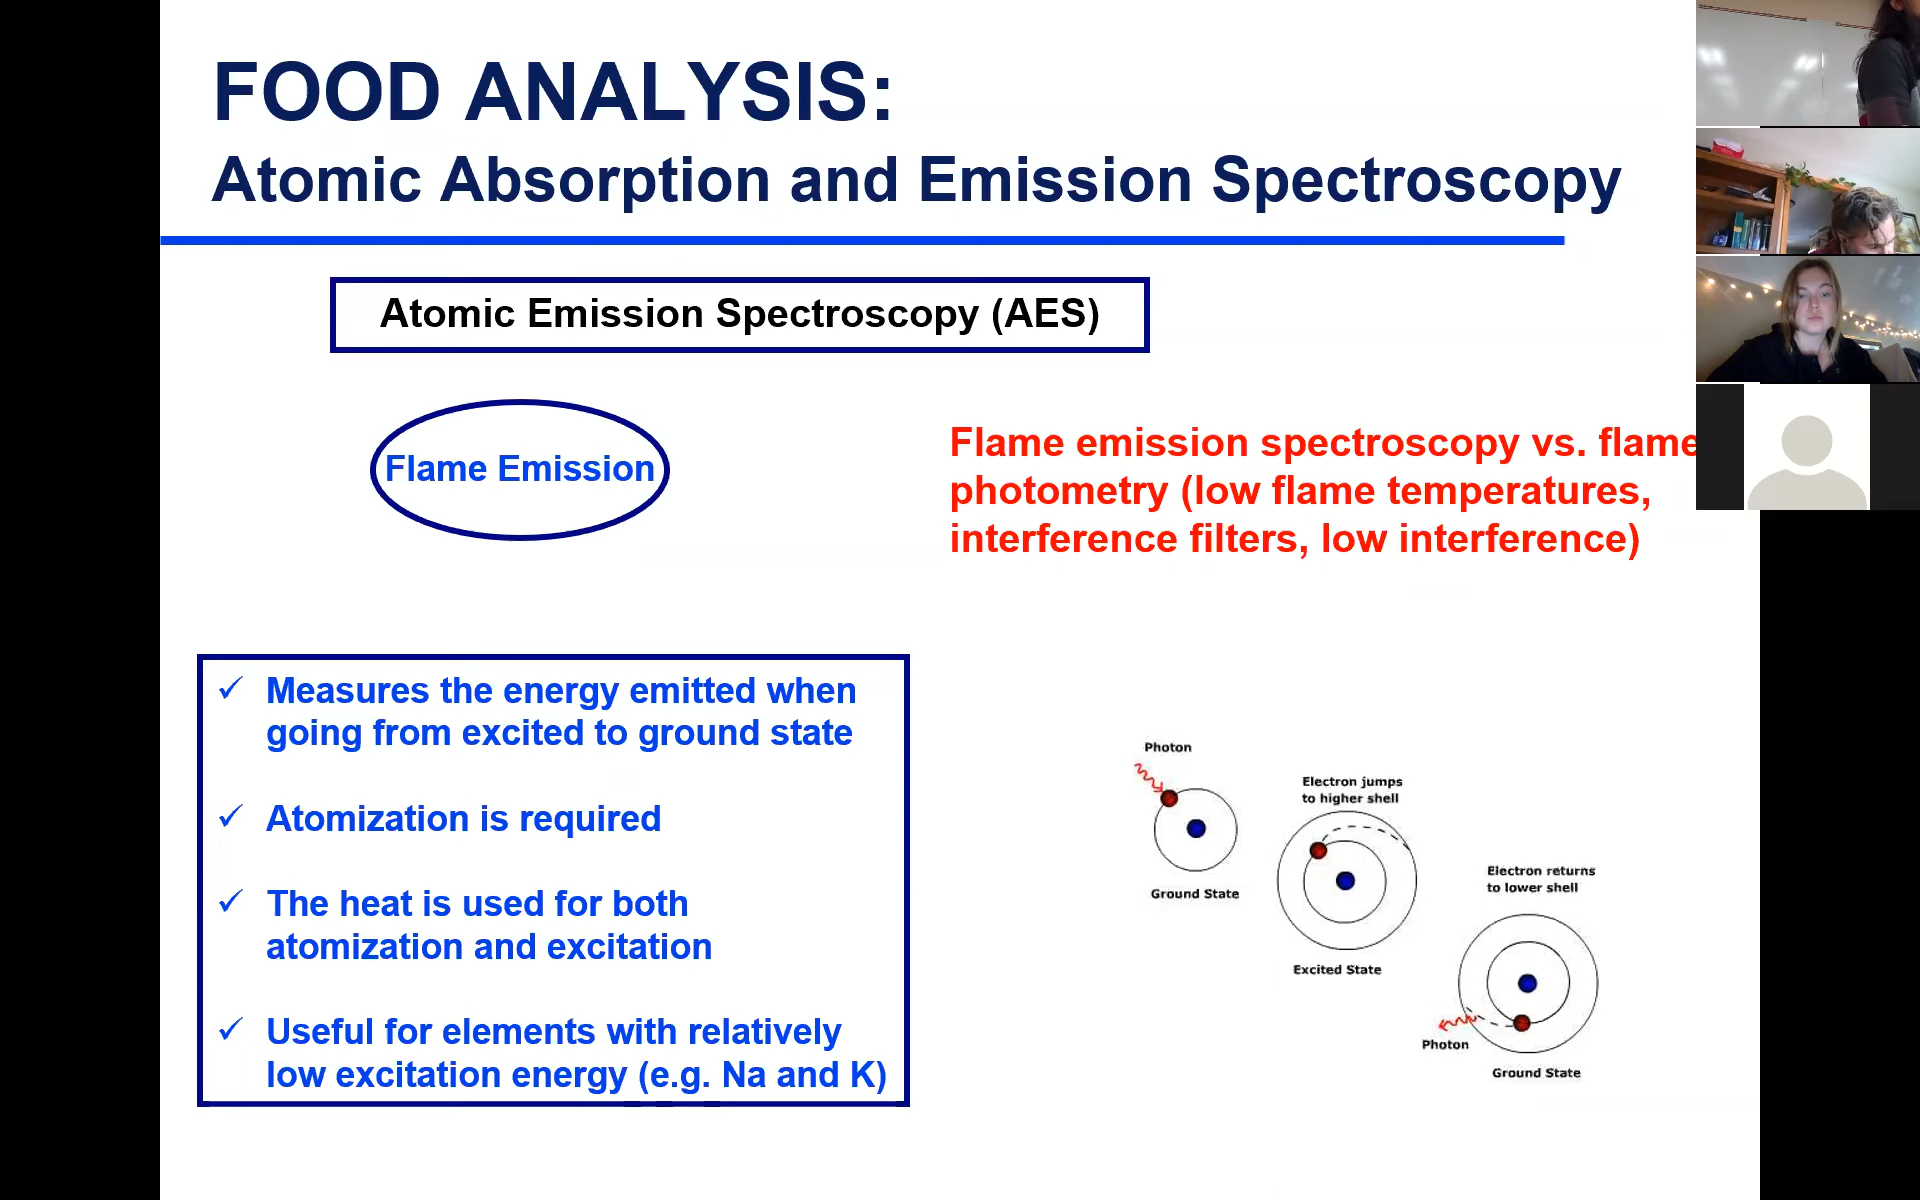 FOOD ANALYSIS:
Atomic Absorption and Emission Spectroscopy
Atomic Emission Spectroscopy (AES)
Flame Emission
Flame emission spectroscopy vs. flame
photometry (low flame temperatures,
interference filters, low interference)
✓ Measures the energy emitted when
going from excited to ground state
✓ Atomization is required
✓ The heat is used for both
atomization and excitation
✓ Useful for elements with relatively
low excitation energy (e.g. Na and K)
Photon
Ground State
Electron jumps
to higher shell
Excited State
Electron returns
to lower shell
Photon
Ground State